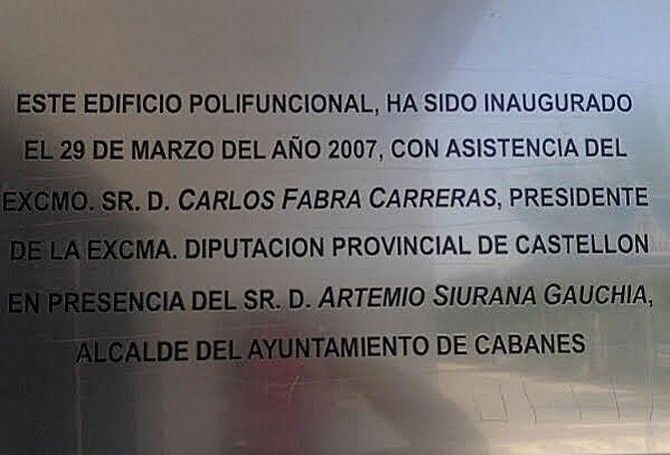 ESTE EDIFICIO POLIFUNCIONAL, HA SIDO INAUGURADO
EL 29 DE MARZO DEL AÑO 2007, CON ASISTENCIA DEL
EXCMO. SR. D. CARLOS FABRA CARRERAS, PRESIDENTE
DE LA EXCMA. DIPUTACION PROVINCIAL DE CASTELLON
EN PRESENCIA DEL SR. D. ARTEMIO SIURANA GAUCHIA,
ALCALDE DEL AYUNTAMIENTO DE CABANES